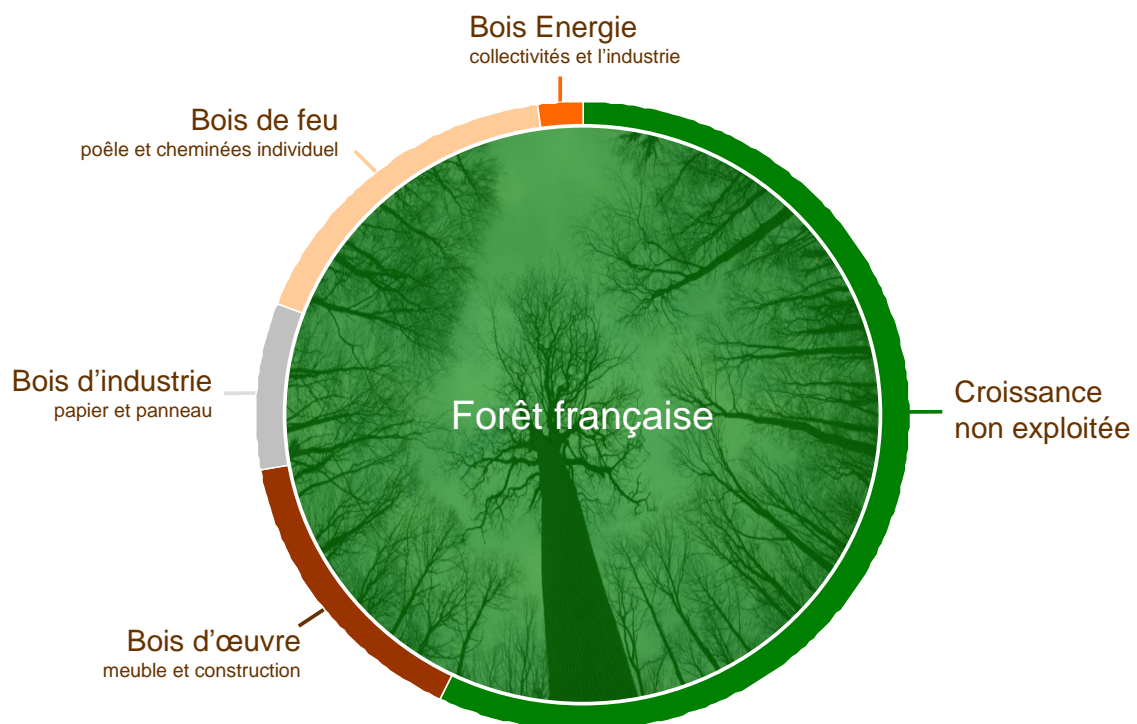 Bois Energie
collectivités et l'industrie
Bois de feu
poêle et cheminées individuel
Bois d'industrie
papier et panneau
Forêt française
Croissance
non exploitée
Bois d'œuvre
meuble et construction